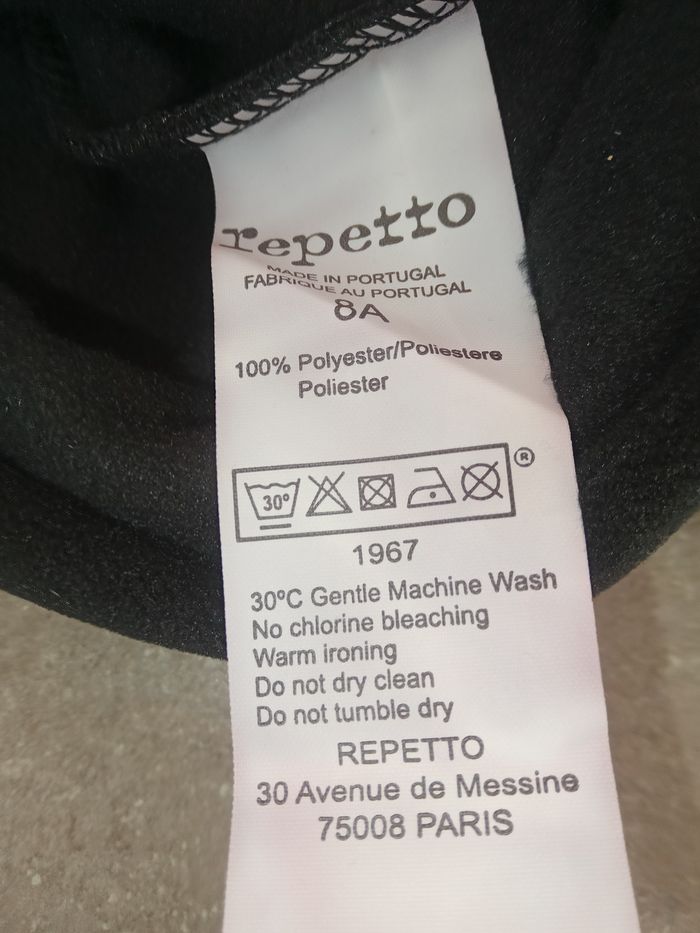 repetto
MADE IN PORTUGAL
FABRIQUE AU PORTUGAL
8A
100% Polyester/Poliestere
Poliester
30°
®
1967
30ºC Gentle Machine Wash
No chlorine bleaching
Warm ironing
Do not dry clean
Do not tumble dry
REPETTO
30 Avenue de Messine
75008 PARIS